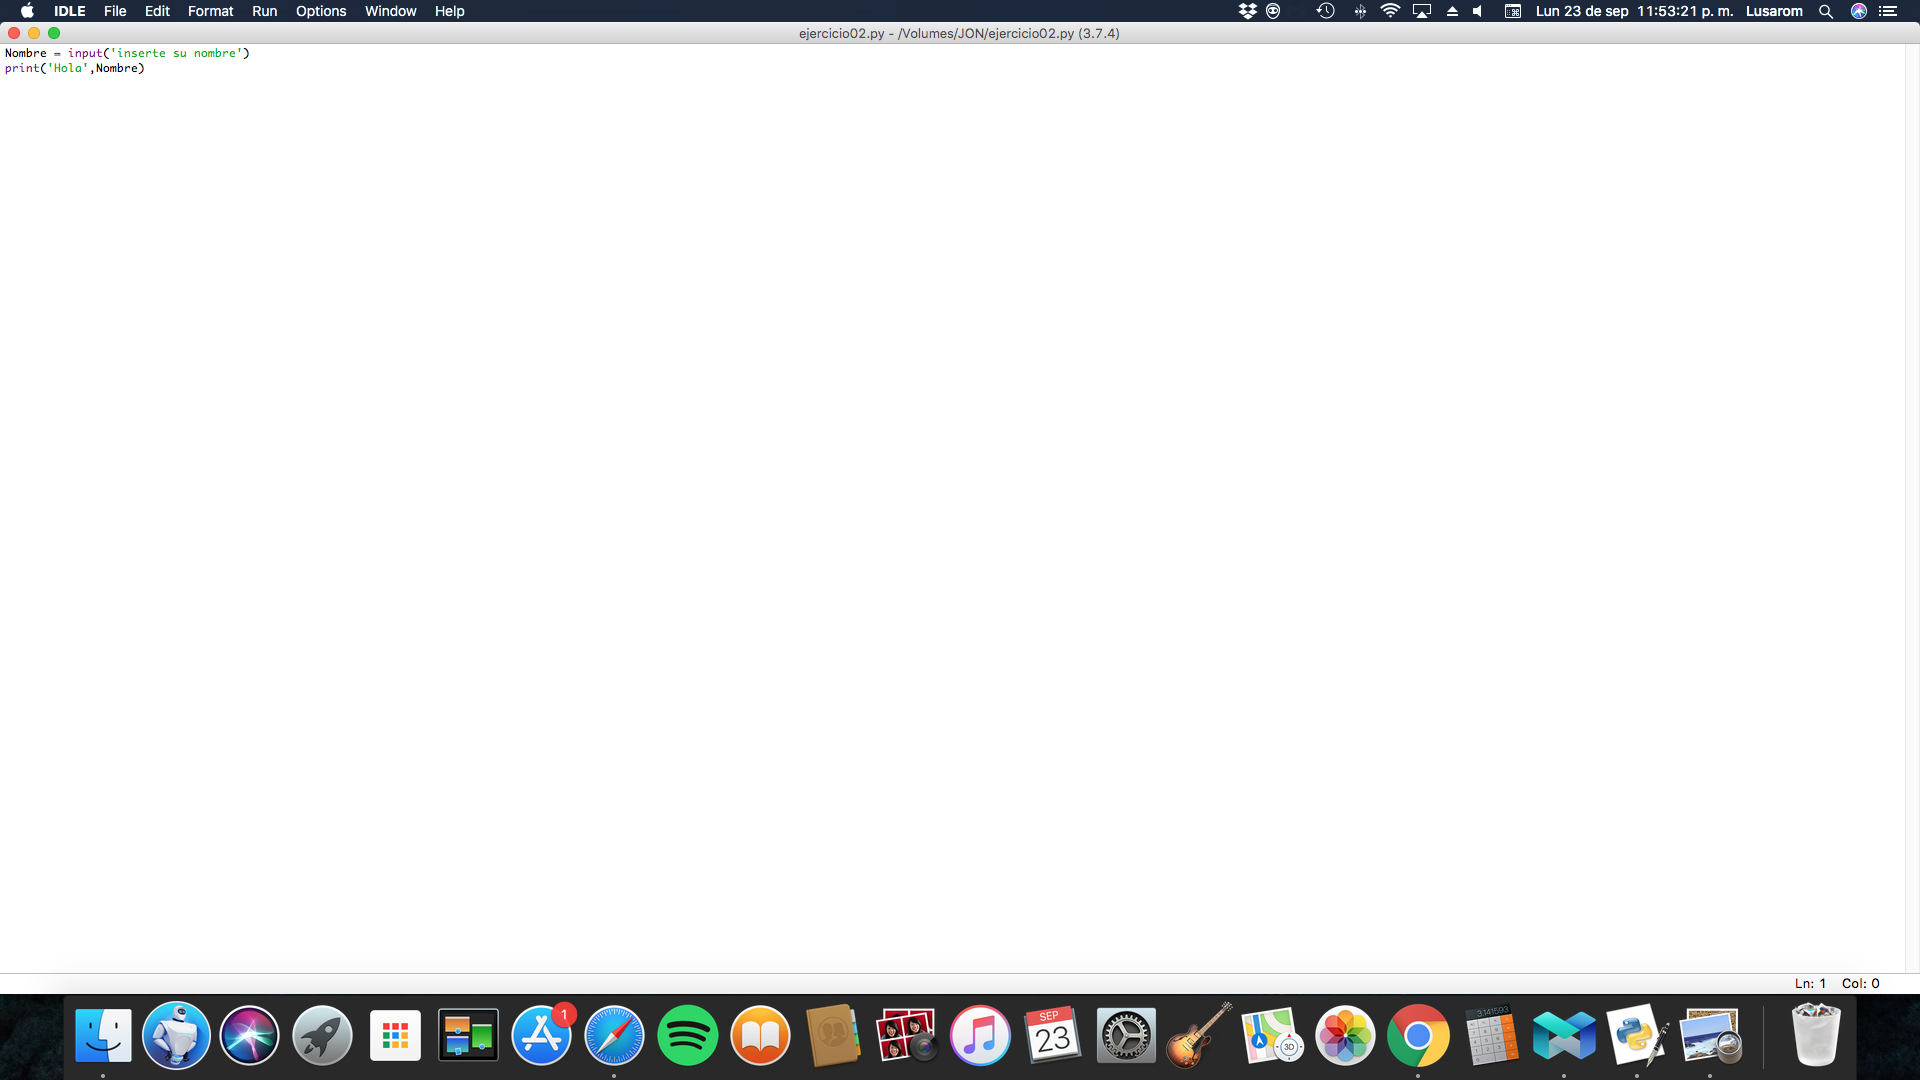 IDLE File Edit Format Run Options Window Help Lun 23 de sep 11:53:21 p. m. Lusarom
ejercicio02.py - /Volumes/JON/ejercicio02.py (3.7.4)
Nombre = input('inserte su nombre')
print('Hola',Nombre)
Ln: 1 Col: 0
1
SEP
23
3D
3.141593